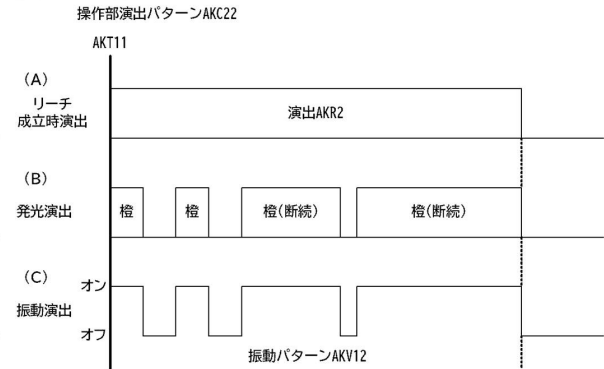 操作部演出パターンAKC22
AKT11
(A)
リーチ
成立時演出
演出AKR2
(B)
発光演出
橙
橙
橙(断続)
橙(断続)
(C)
オン
振動演出
オフ
振動パターンAKV12